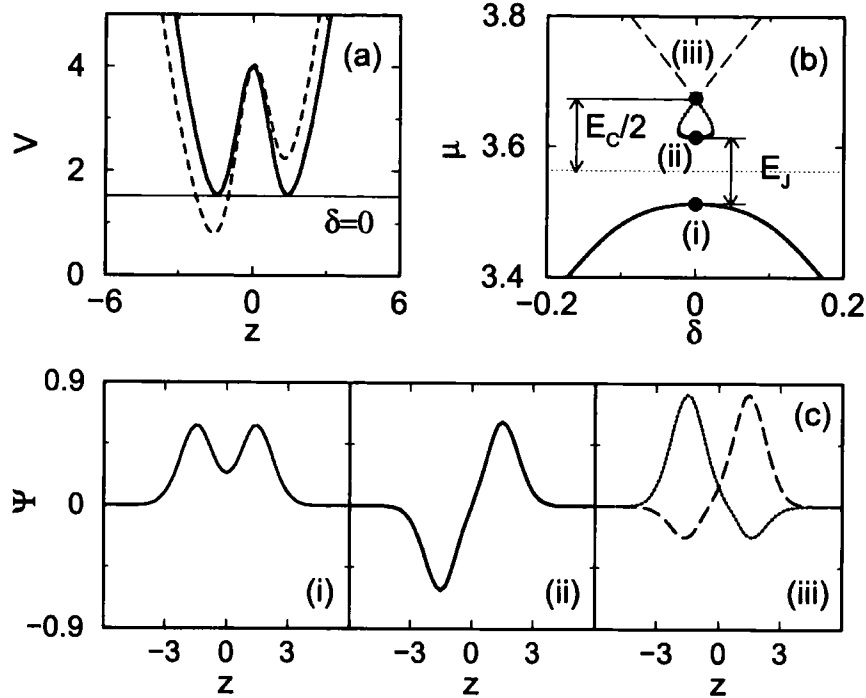 (a)
V
4
2
0
δ=0
−6
0
6
z
(b)
μ
3.8
3.6
3.4
(iii)
E_C/2
(ii)
E_J
(i)
−0.2
0
0.2
δ
(c)
Ψ
0.9
0
−0.9
(i)
(ii)
(iii)
−3
0
3
−3
0
3
−3
0
3
z
z
z